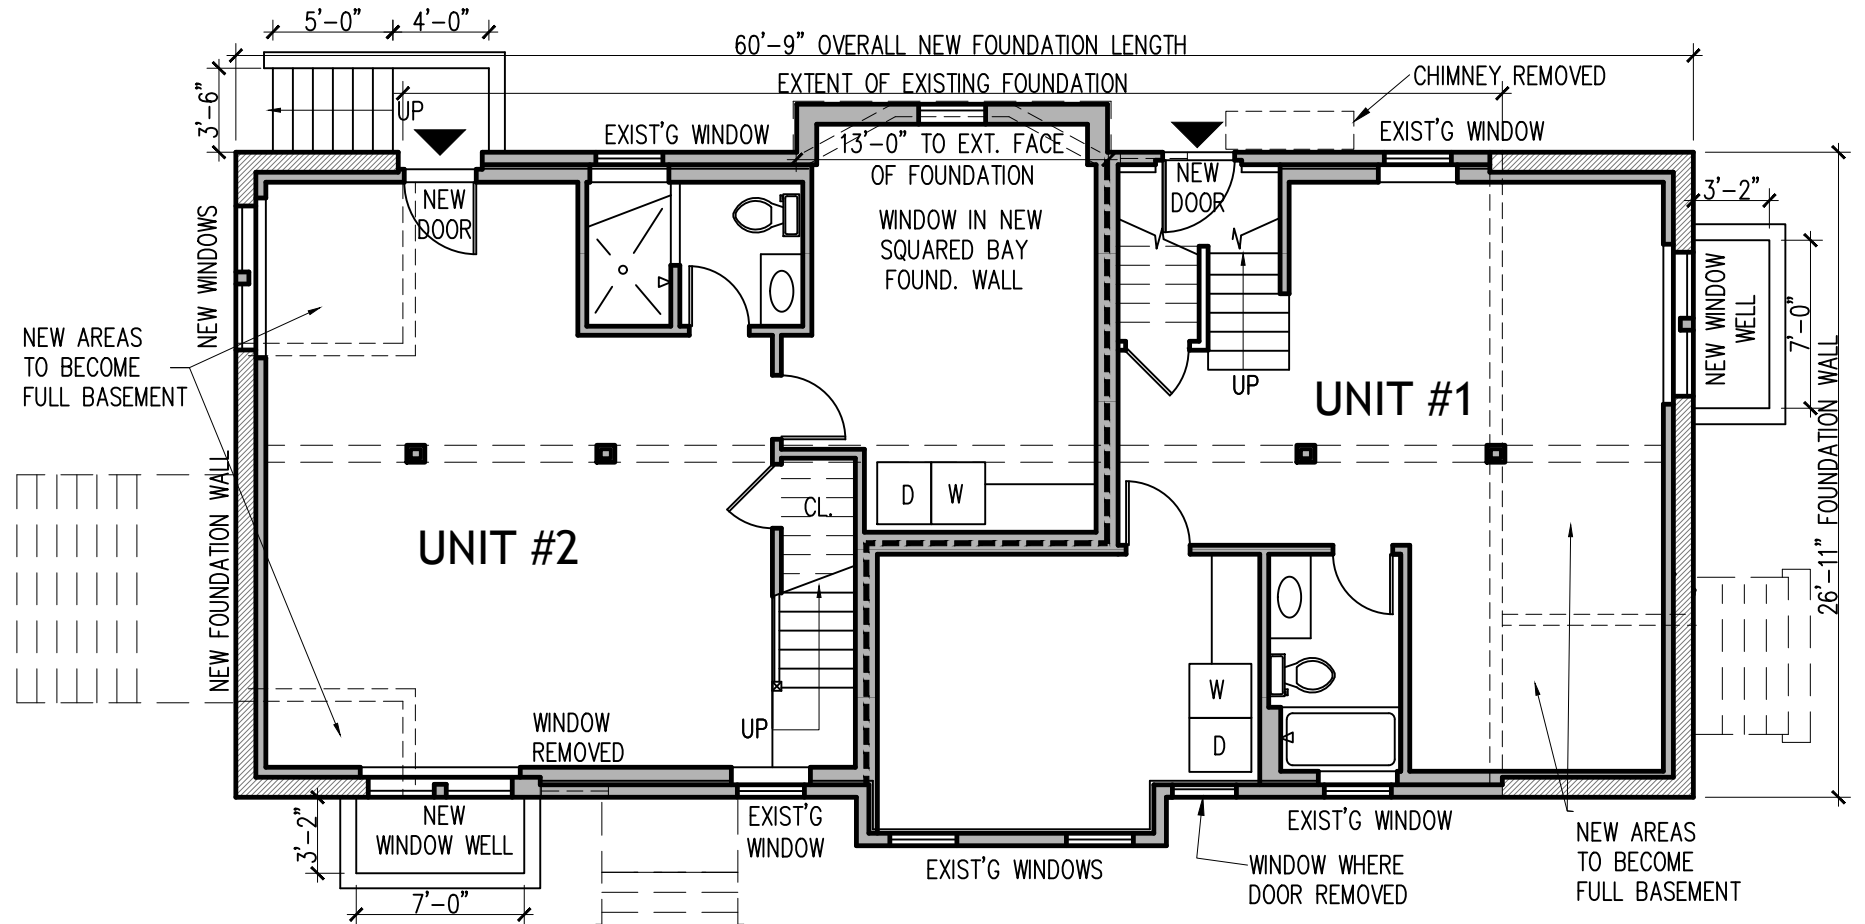 5'-0"
4'-0"
60'-9" OVERALL NEW FOUNDATION LENGTH
EXTENT OF EXISTING FOUNDATION
CHIMNEY REMOVED
3'-6"
UP
EXIST'G WINDOW
EXIST'G WINDOW
13'-0" TO EXT. FACE
OF FOUNDATION
NEW
DOOR
NEW
DOOR
WINDOW IN NEW
SQUARED BAY
FOUND. WALL
3'-2"
NEW WINDOWS
NEW WINDOW
WELL
7'-0"
NEW AREAS
TO BECOME
FULL BASEMENT
UP
UNIT #1
26'-11" FOUNDATION WALL
NEW FOUNDATION WALL
D
W
CL.
UNIT #2
UP
WINDOW
REMOVED
W
D
NEW
WINDOW WELL
3'-2"
7'-0"
EXIST'G
WINDOW
EXIST'G WINDOWS
EXIST'G WINDOW
WINDOW WHERE
DOOR REMOVED
NEW AREAS
TO BECOME
FULL BASEMENT